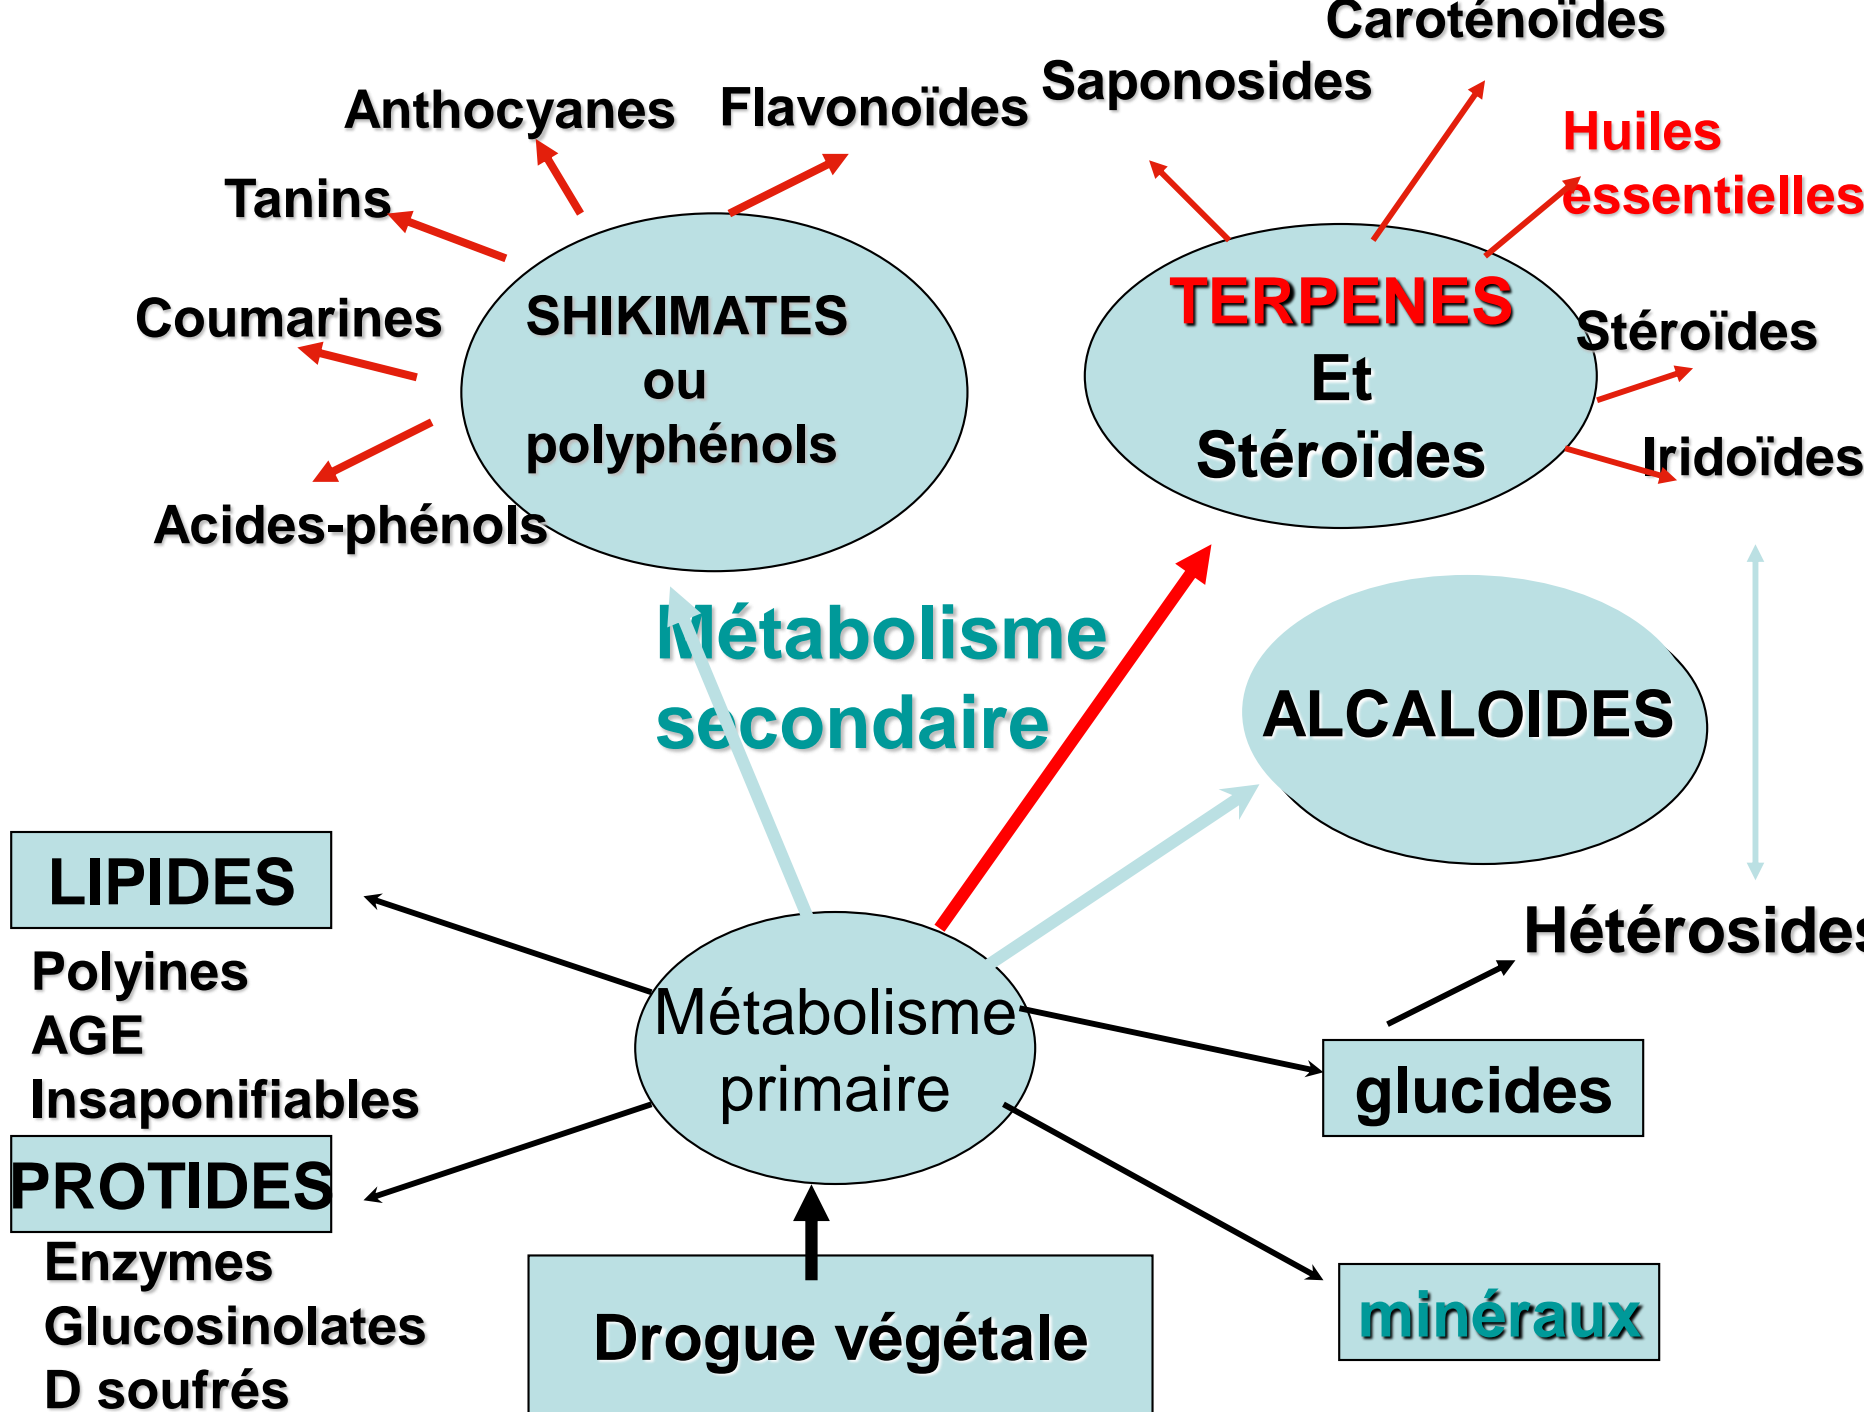 Caroténoïdes
Saponosides
Anthocyanes
Flavonoïdes
Huiles
essentielles
Tanins
Coumarines
SHIKIMATES
ou
polyphénols
TERPENES
Et
Stéroïdes
Stéroïdes
Iridoïdes
Acides-phénols
Métabolisme
secondaire
ALCALOIDES
LIPIDES
Polyines
AGE
Insaponifiables
Hétérosides
Métabolisme
primaire
glucides
PROTIDES
Enzymes
Glucosinolates
D soufrés
Drogue végétale
minéraux